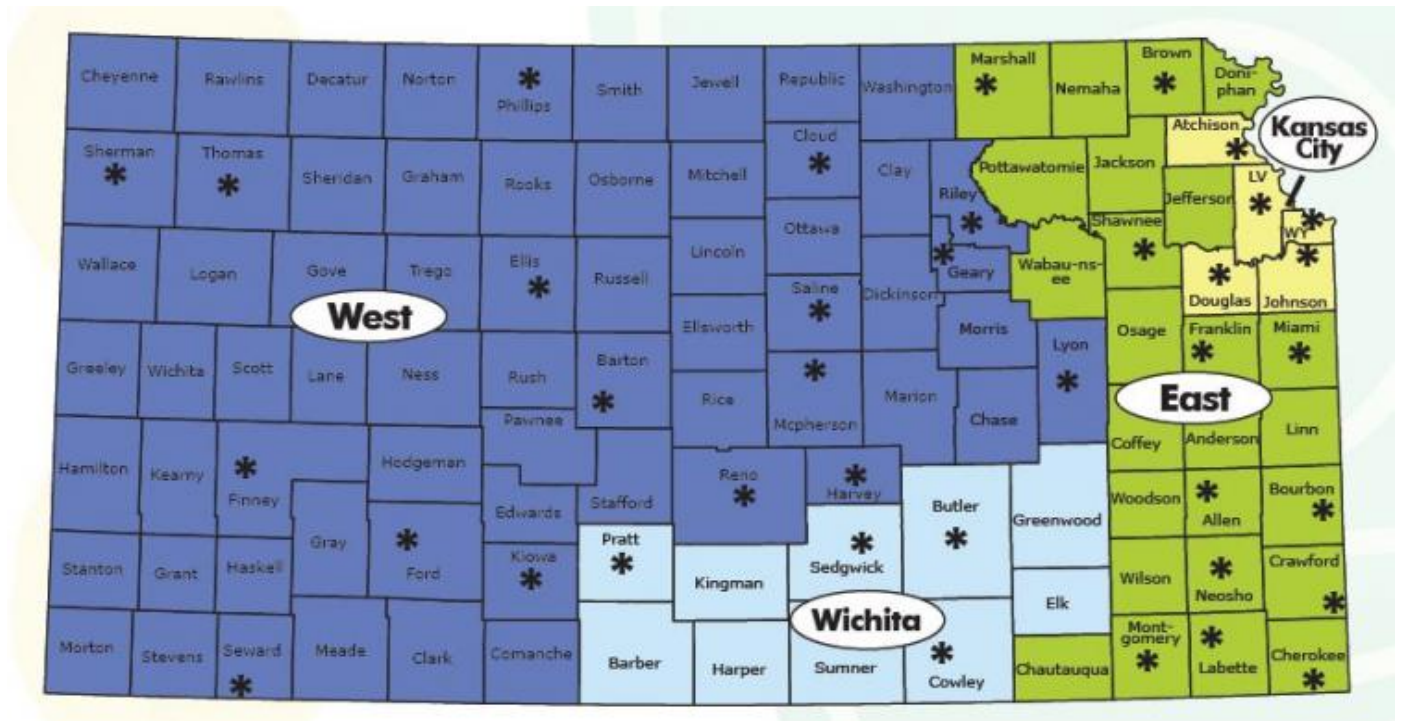 Cheyenne
Rawlins
Decatur
Norton
*
Phillips
Smith
Jewell
Republic
Washington
Marshall
*
Nemaha
Brown
*
Doni-
phan
Sherman
*
Thomas
*
Sheridan
Graham
Rooks
Osborne
Mitchell
Cloud
*
Clay
Riley
*
*
Pottawatomie
Jackson
Atchison
*
Kansas
City
Jefferson
LV
*
WY
*
Wallace
Logan
Gove
Trego
Ellis
*
Russell
Lincoln
Ottawa
Saline
*
Dickinson
Geary
Wabau-ns-
ee
Shawnee
*
*
Douglas
*
Johnson
West
Ellsworth
Morris
Lyon
*
Osage
Franklin
*
Miami
*
Greeley
Wichita
Scott
Lane
Ness
Rush
Barton
*
Rice
*
Mcpherson
Marion
Chase
East
Pawnee
Coffey
Anderson
Linn
Hamilton
Kearny
*
Finney
Hodgeman
Edwards
Stafford
Reno
*
*
Harvey
Butler
*
Greenwood
Woodson
*
Allen
Bourbon
*
Gray
*
Ford
Kiowa
*
Pratt
*
Kingman
*
Sedgwick
Elk
Wilson
*
Neosho
Crawford
*
Stanton
Grant
Haskell
Wichita
Morton
Stevens
Seward
*
Meade
Clark
Comanche
Barber
Harper
Sumner
*
Cowley
Chautauqua
Mont-
gomery
*
*
Labette
Cherokee
*